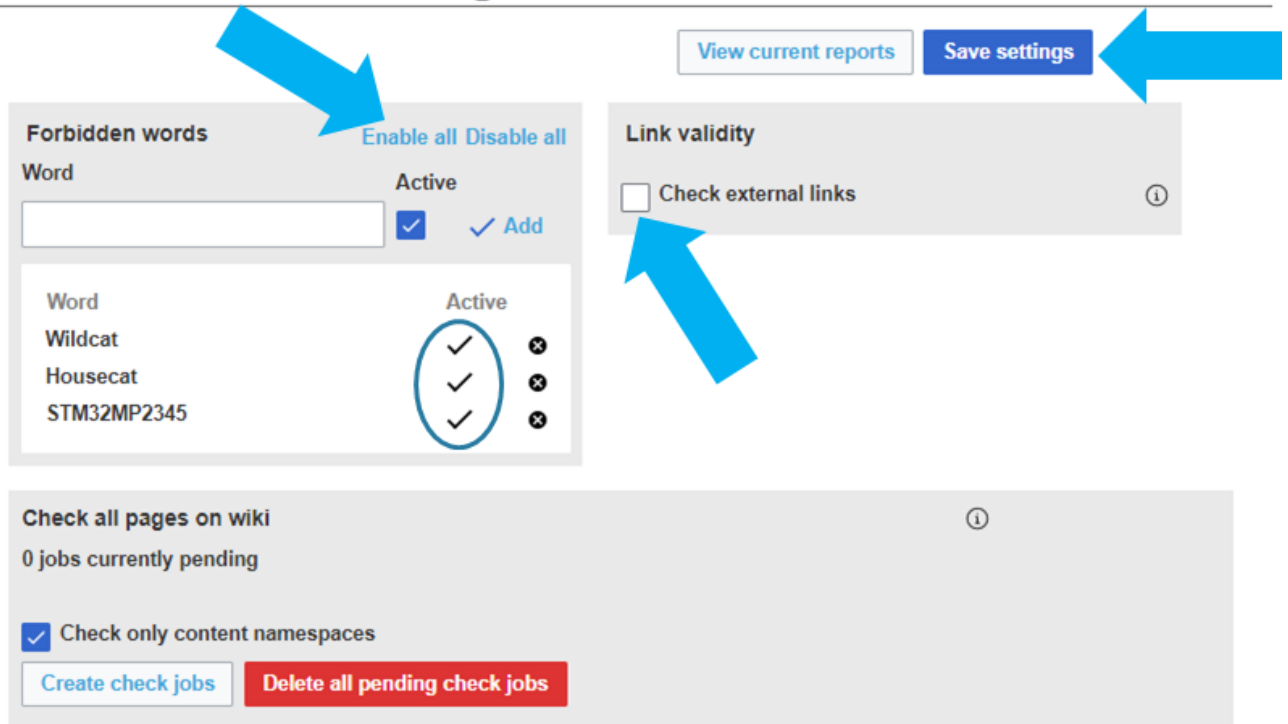 View current reports Save settings
Forbidden words Enable all Disable all
Word Active
Add
Word Active
Wildcat
Housecat
STM32MP2345
Link validity
Check external links
Check all pages on wiki
0 jobs currently pending
Check only content namespaces
Create check jobs Delete all pending check jobs